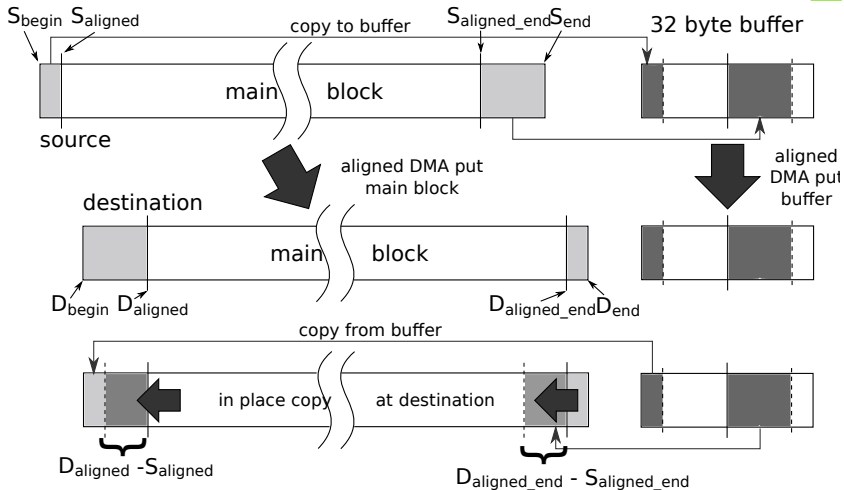 S_begin S_aligned copy to buffer S_aligned_end S_end 32 byte buffer
main block
source
aligned DMA put
main block
aligned
DMA put
buffer
destination
main block
D_begin D_aligned D_aligned_end D_end
copy from buffer
in place copy at destination
D_aligned -S_aligned
D_aligned_end - S_aligned_end